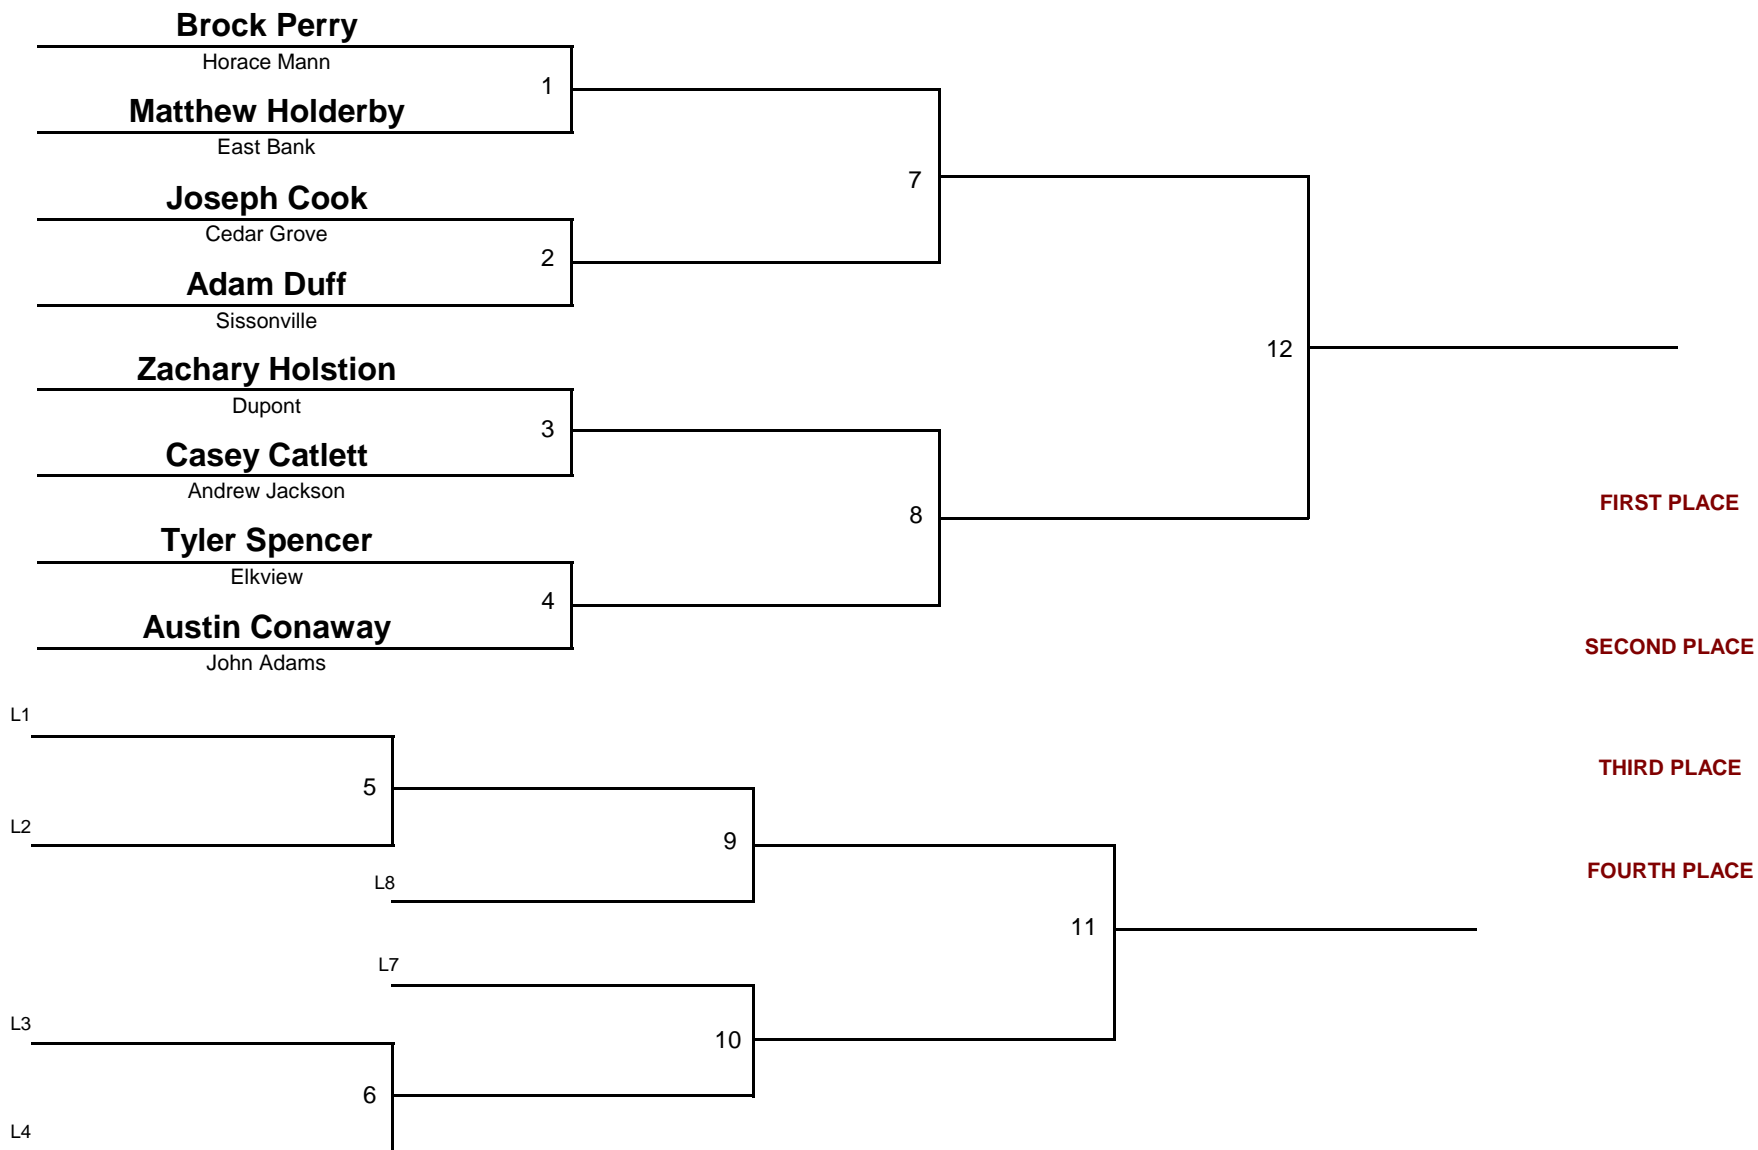 Brock Perry
Horace Mann
1
Matthew Holderby
East Bank
7
Joseph Cook
Cedar Grove
2
Adam Duff
Sissonville
12
Zachary Holstion
Dupont
3
Casey Catlett
Andrew Jackson
8
FIRST PLACE
Tyler Spencer
Elkview
4
Austin Conaway
John Adams
SECOND PLACE
L1
5
THIRD PLACE
L2
9
L8
FOURTH PLACE
11
L7
L3
10
6
L4